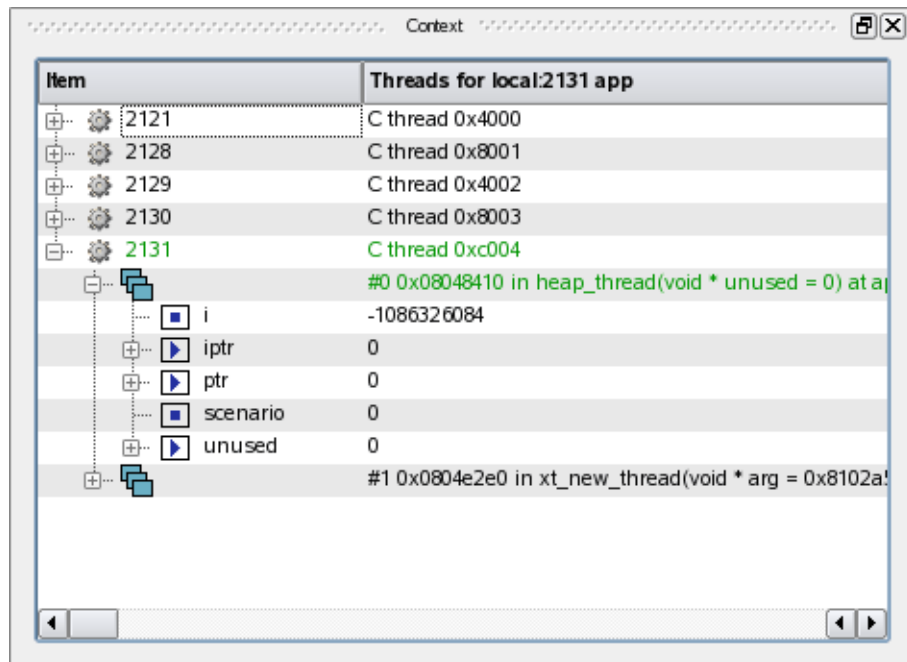 Context
Item Threads for local:2131 app
2121 C thread 0x4000
2128 C thread 0x8001
2129 C thread 0x4002
2130 C thread 0x8003
2131 C thread 0xc004
#0 0x08048410 in heap_thread(void * unused = 0) at a
i -1086326084
iptr 0
ptr 0
scenario 0
unused 0
#1 0x0804e2e0 in xt_new_thread(void * arg = 0x8102a5